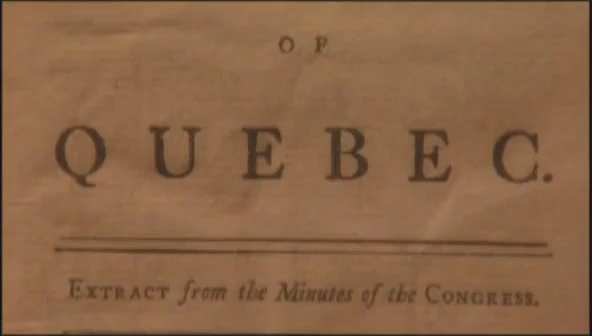 OF
QUEBEC.
EXTRACT from the Minutes of the CONGRESS.